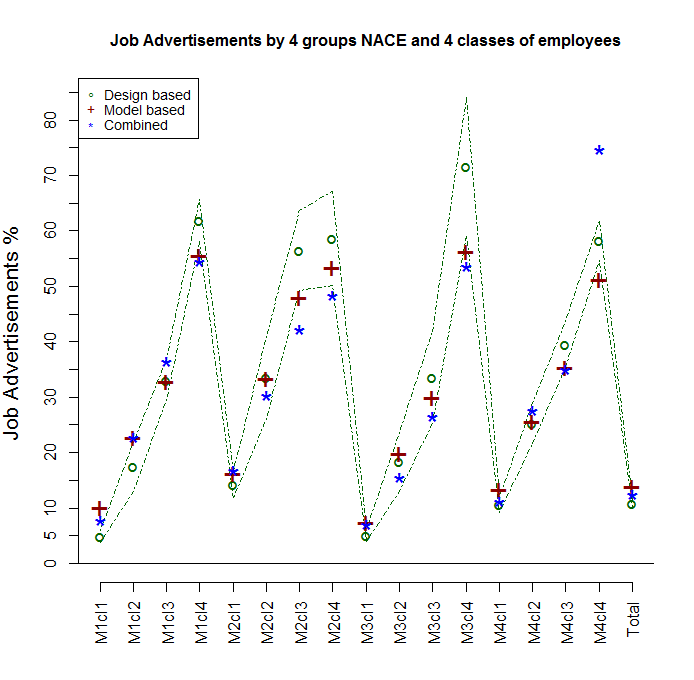 Job Advertisements by 4 groups NACE and 4 classes of employees
Design based
Model based
Combined
Job Advertisements %
80
70
60
50
40
30
20
10
5
0
M1cl1
M1cl2
M1cl3
M1cl4
M2cl1
M2cl2
M2cl3
M2cl4
M3cl1
M3cl2
M3cl3
M3cl4
M4cl1
M4cl2
M4cl3
M4cl4
Total